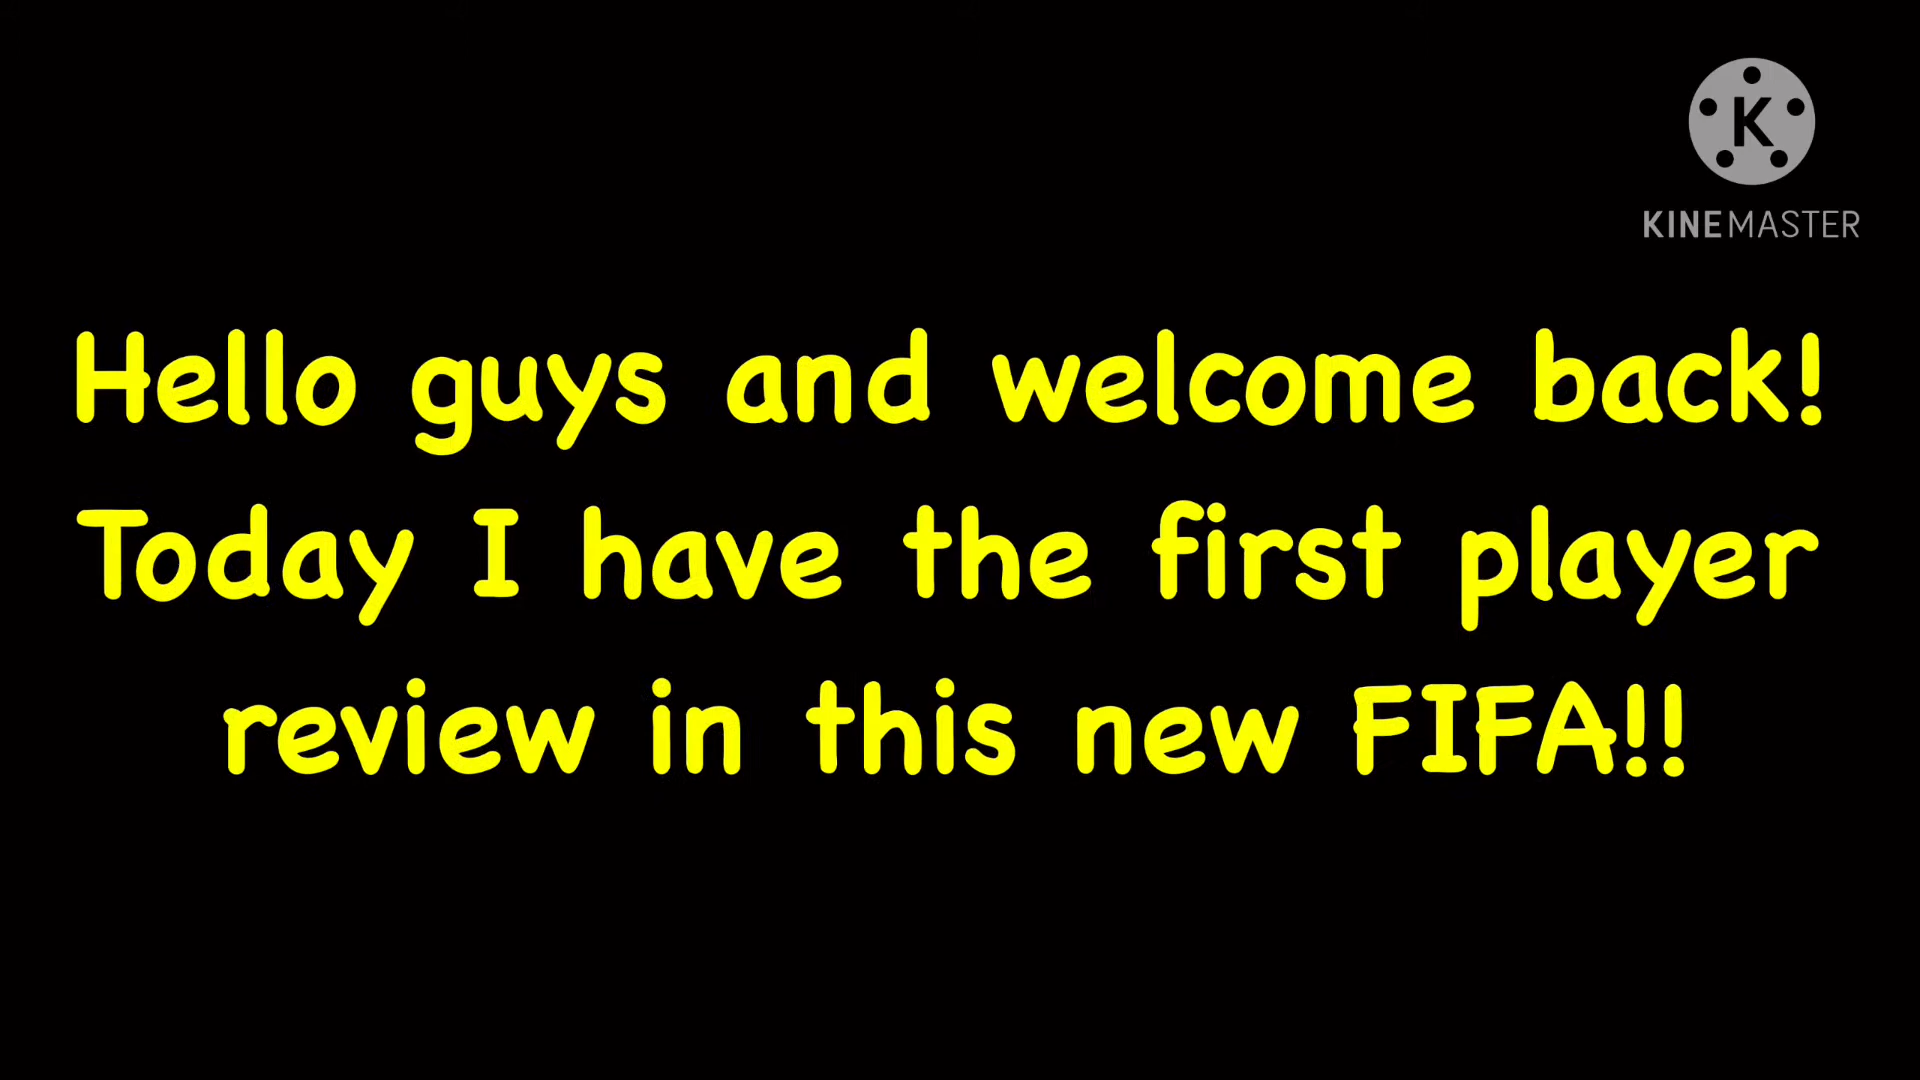 K
KINEMASTER
Hello guys and welcome back!
Today I have the first player
review in this new FIFA!!